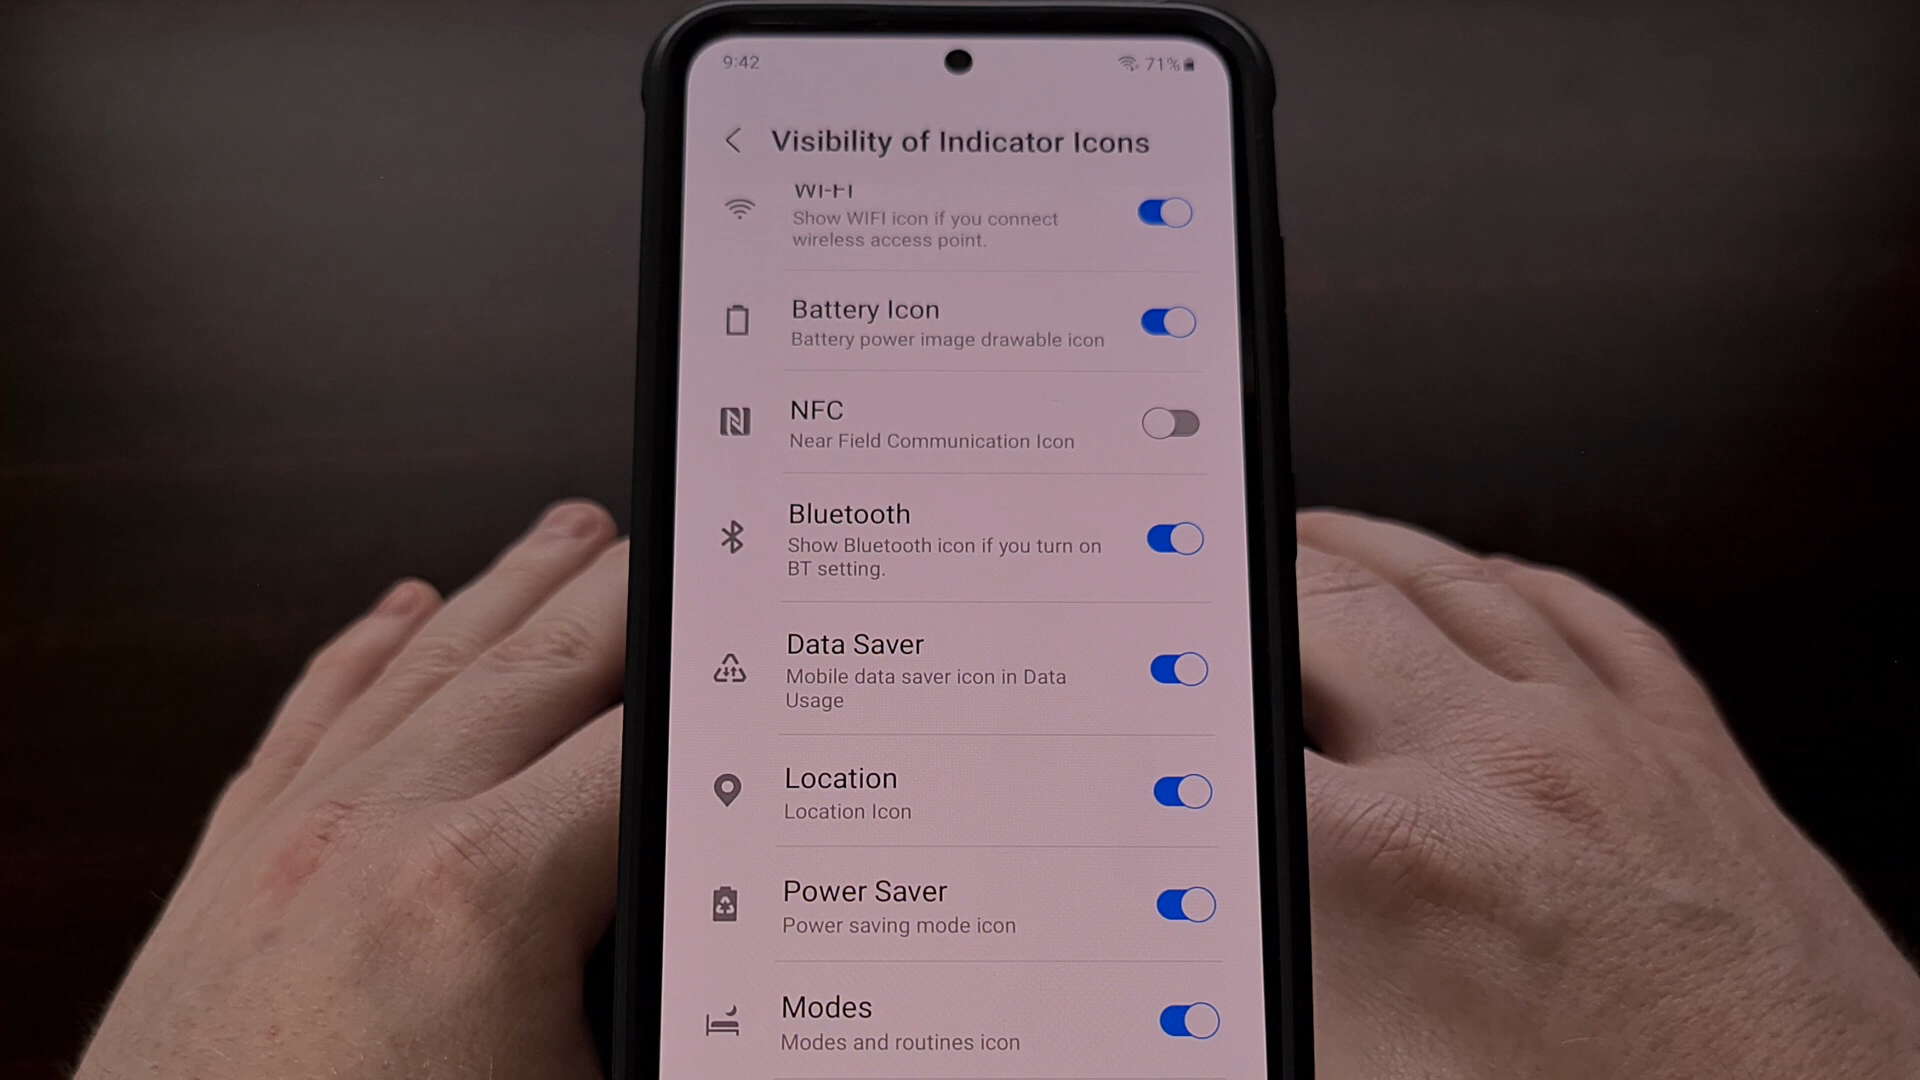 9:42
71%
Visibility of Indicator Icons
WI-FI
Show WIFI icon if you connect
wireless access point.
Battery Icon
Battery power image drawable icon
NFC
Near Field Communication Icon
Bluetooth
Show Bluetooth icon if you turn on
BT setting.
Data Saver
Mobile data saver icon in Data
Usage
Location
Location Icon
Power Saver
Power saving mode icon
Modes
Modes and routines icon